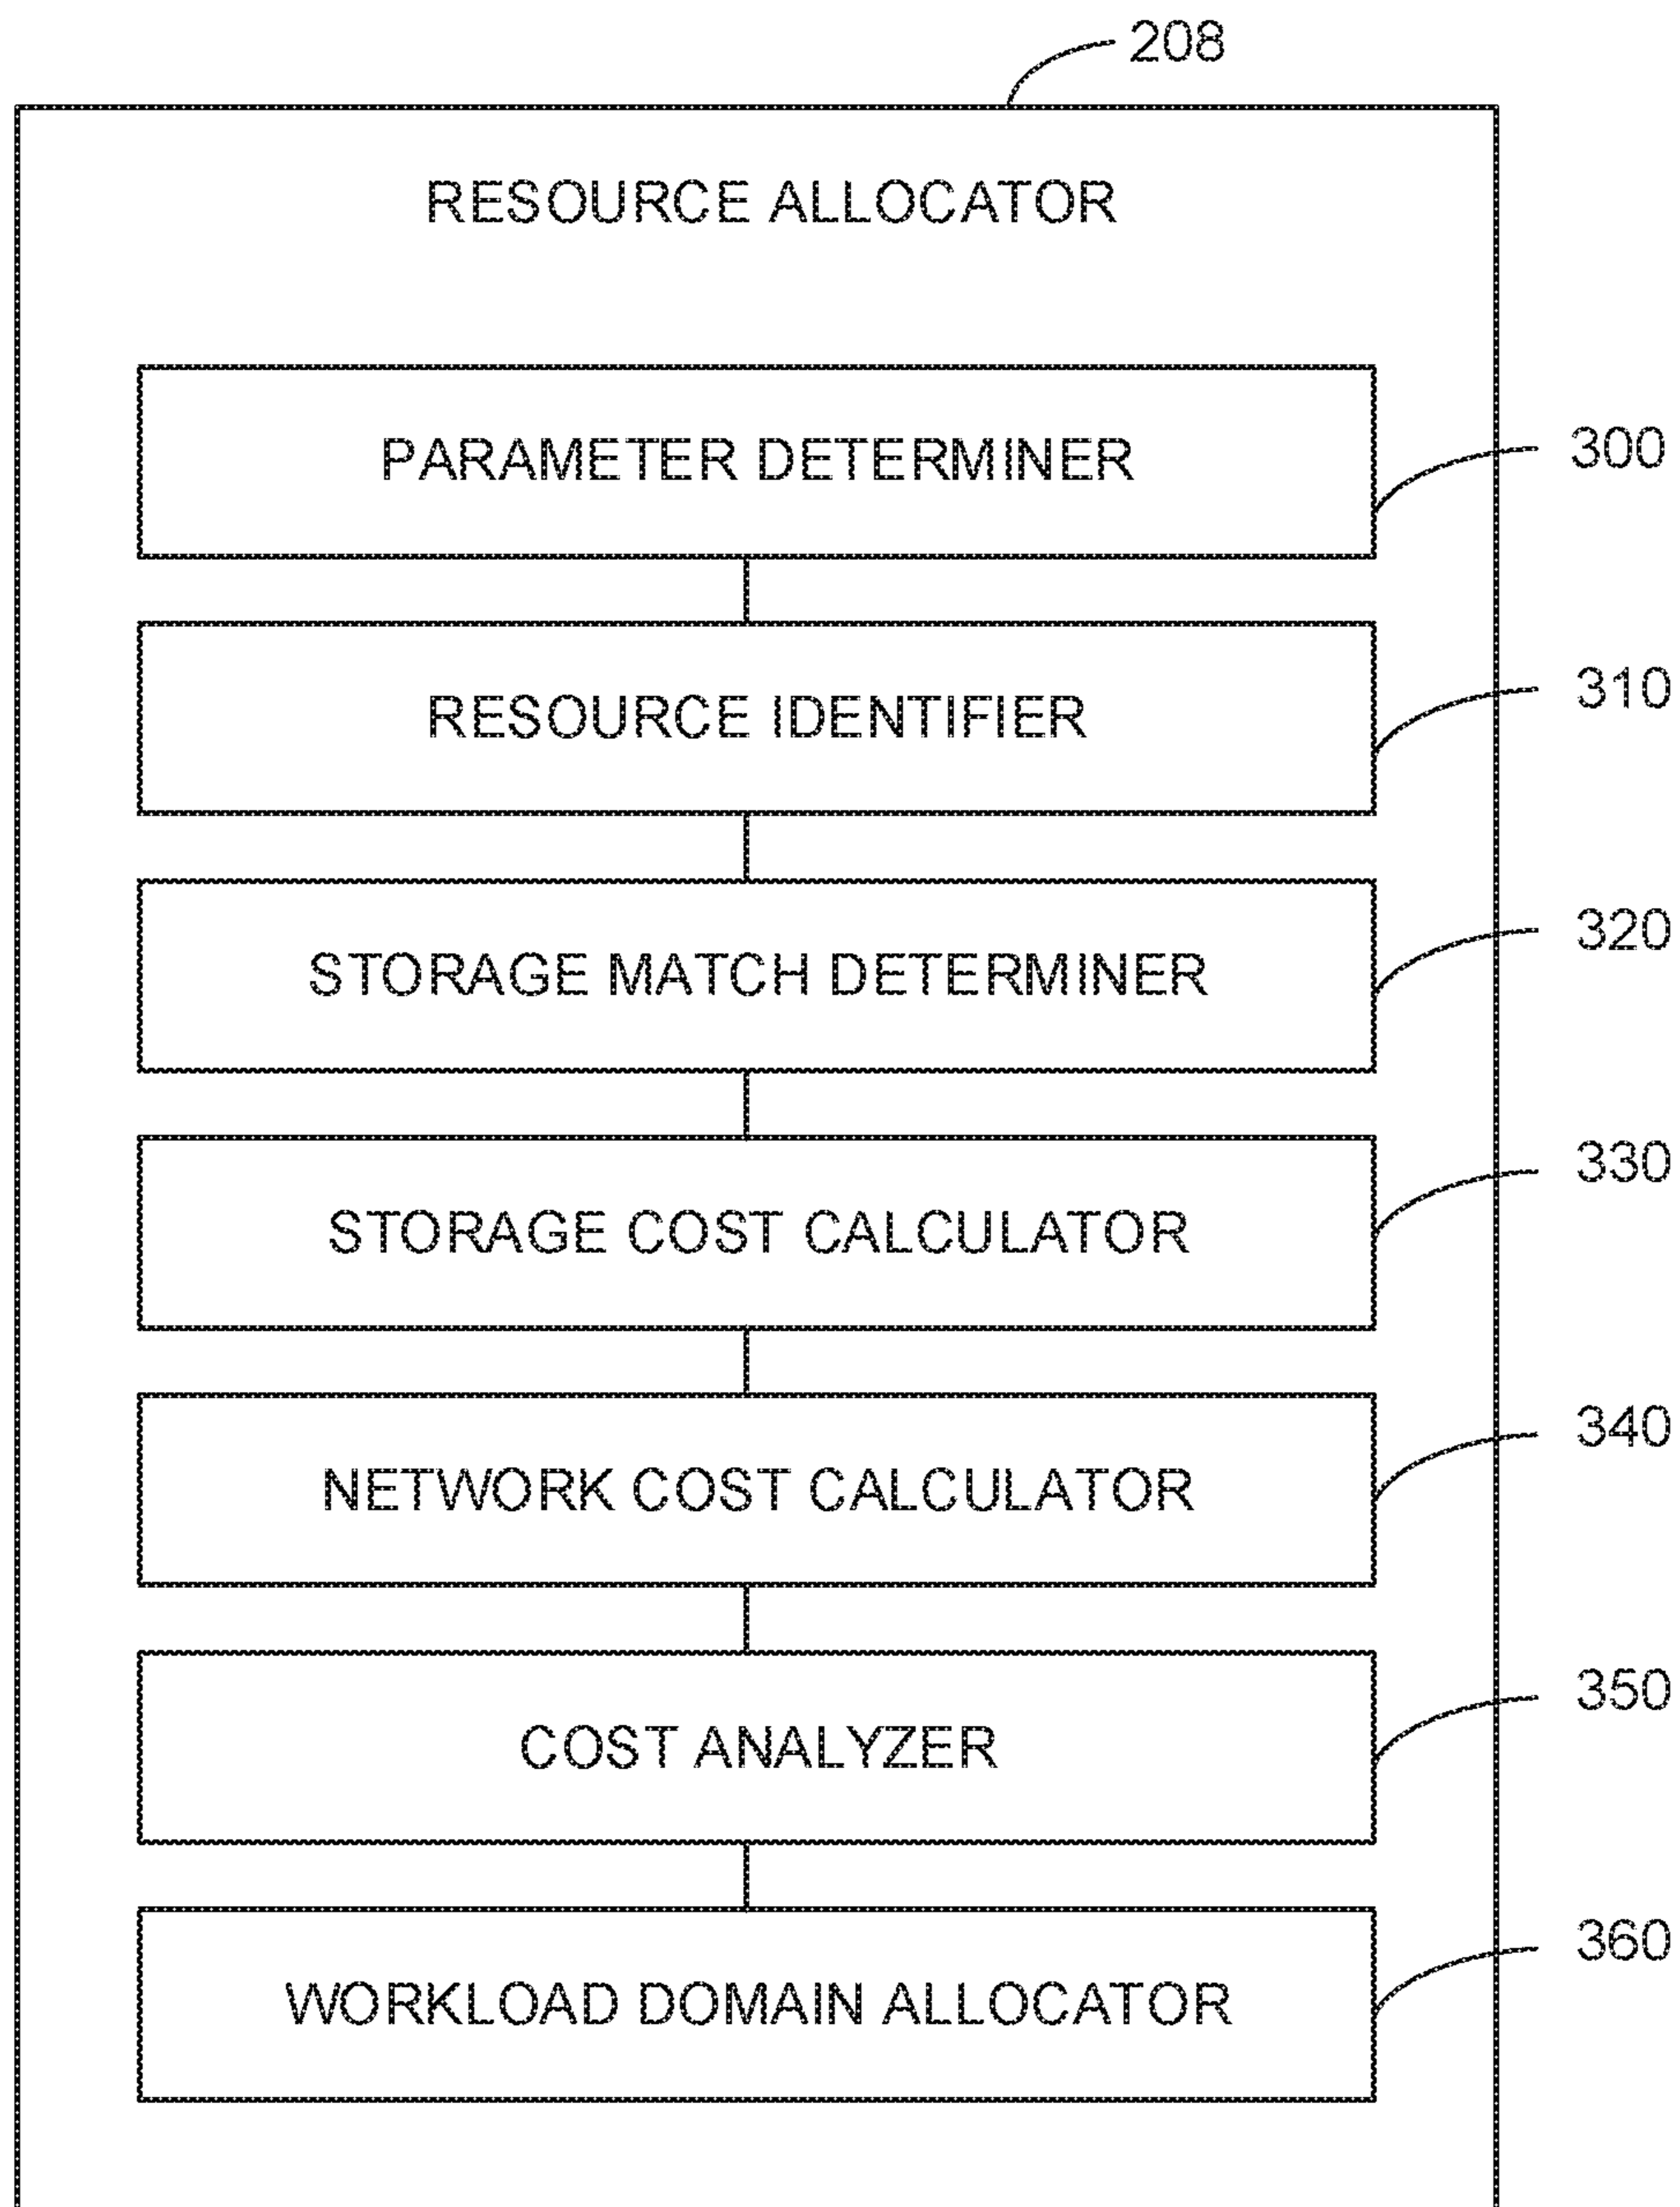 208
RESOURCE ALLOCATOR
PARAMETER DETERMINER
300
RESOURCE IDENTIFIER
310
STORAGE MATCH DETERMINER
320
STORAGE COST CALCULATOR
330
NETWORK COST CALCULATOR
340
COST ANALYZER
350
WORKLOAD DOMAIN ALLOCATOR
360